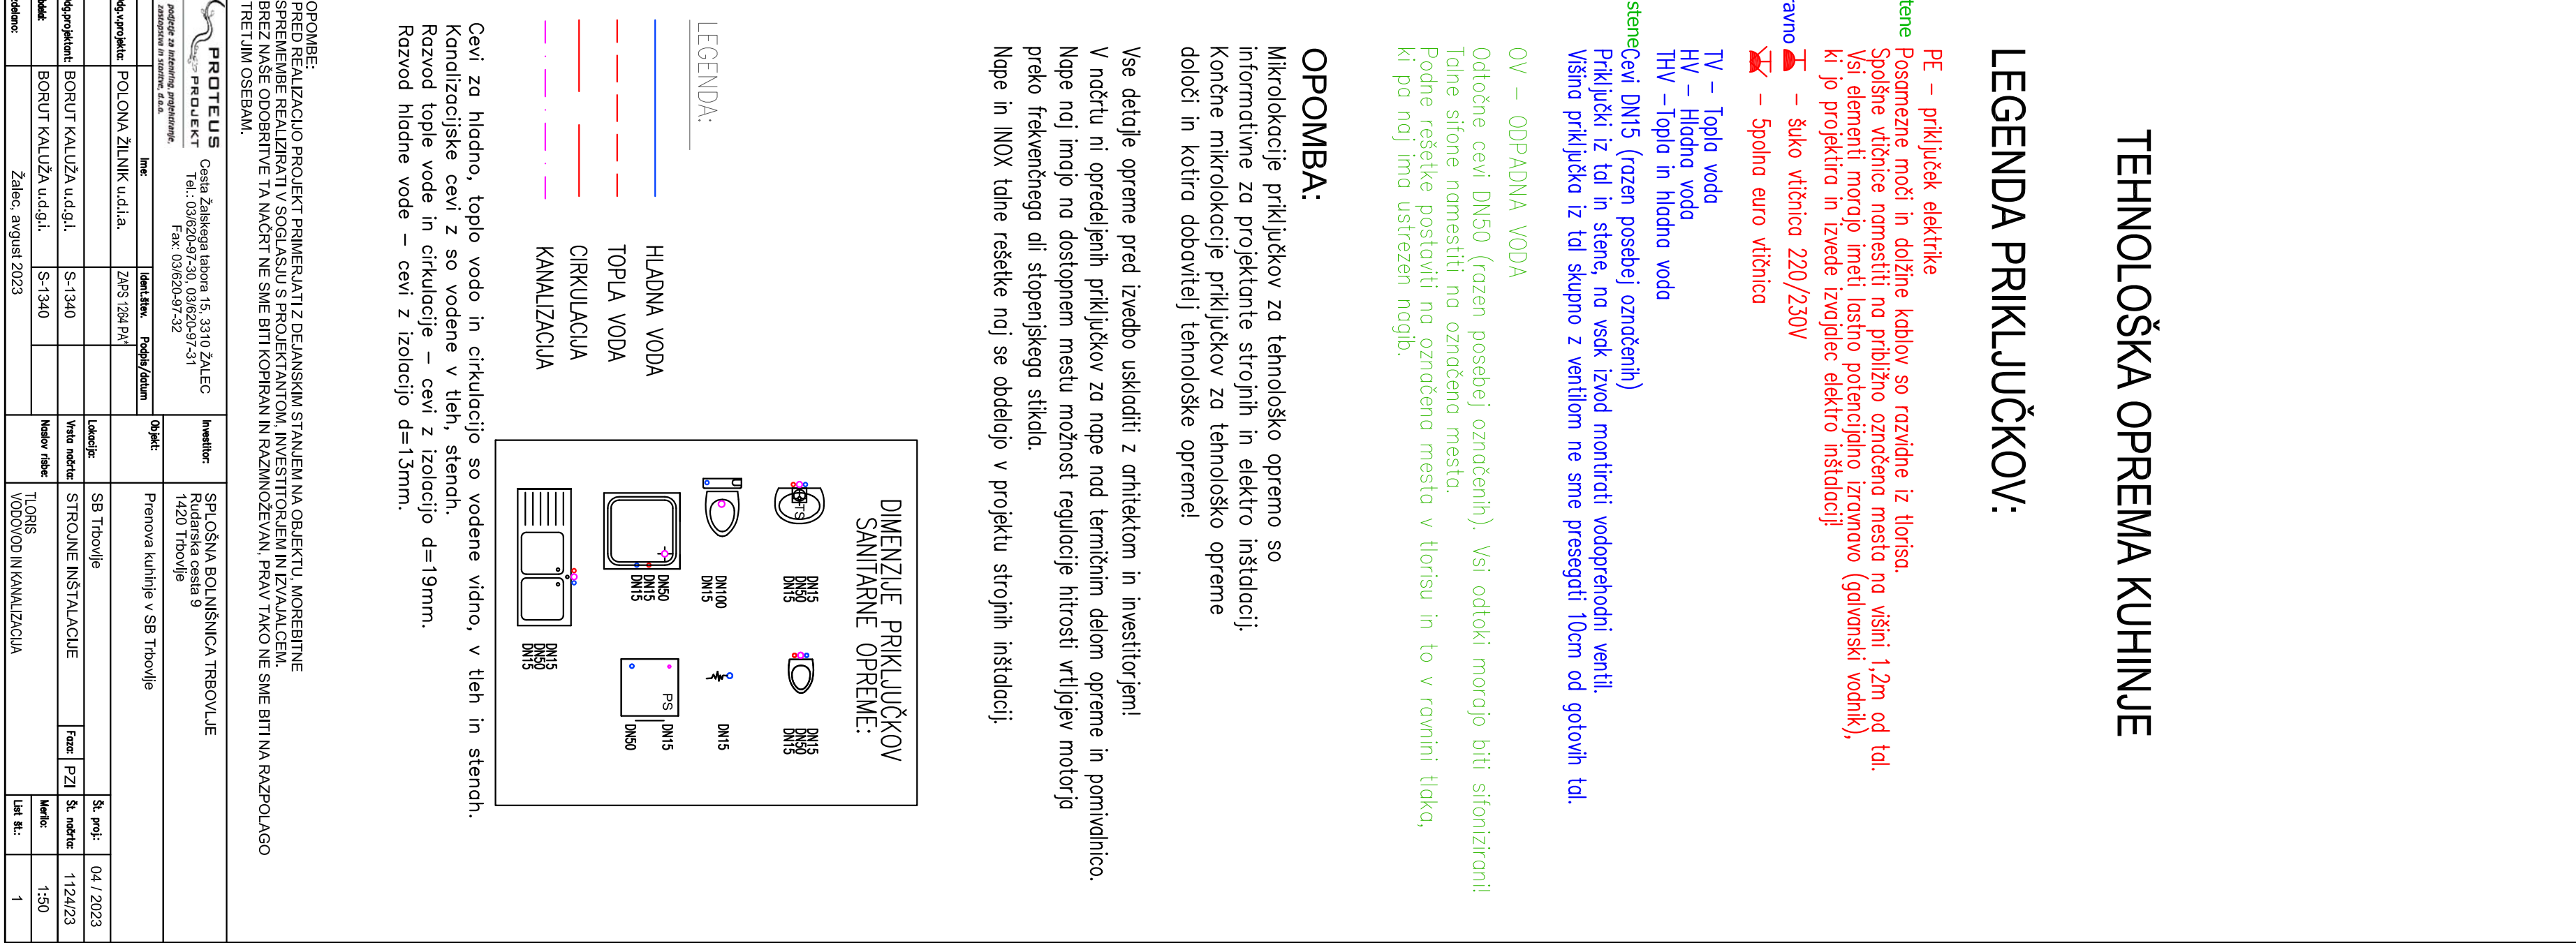 TEHNOLOŠKA OPREMA KUHINJE
LEGENDA PRIKLJUČKOV:
PE – priključek elektrike
Posamezne moči in dolžine kablov so razvidne iz tlorisa.
Spolšne vtičnice namestiti na približno označena mesta na višini 1,2m od tal.
Vsi elementi morajo imeti lastno potencijalno izravnavo (galvanski vodnik),
ki jo projektira in izvede izvajalec elektro inštalacij!
– šuko vtičnica 220/230V
– 5polna euro vtičnica
tene
ravno
TV – Topla voda
HV – Hladna voda
THV –Topla in hladna voda
stene
Cevi DN15 (razen posebej označenih)
Priključki iz tal in stene, na vsak izvod montirati vodoprehodni ventil.
Višina priključka iz tal skupno z ventilom ne sme presegati 10cm od gotovih tal.
OV – ODPADNA VODA
Odtočne cevi DN50 (razen posebej označenih). Vsi odtoki morajo biti sifonizirani!
Talne sifone namestiti na označena mesta.
Podne rešetke postaviti na označena mesta v tlorisu in to v ravnini tlaka,
ki pa naj ima ustrezen nagib.
OPOMBA:
Mikrolokacije priključkov za tehnološko opremo so
informativne za projektante strojnih in elektro inštalacij.
Končne mikrolokacije priključkov za tehnološko opreme
določi in kotira dobavitelj tehnološke opreme!
Vse detajle opreme pred izvedbo uskladiti z arhitektom in investitorjem!
V načrtu ni opredeljenih priključkov za nape nad termičnim delom opreme in pomivalnico.
Nape naj imajo na dostopnem mestu možnost regulacije hitrosti vrtljajev motorja
preko frekvenčnega ali stopenjskega stikala.
Nape in INOX talne rešetke naj se obdelajo v projektu strojnih inštalacij.
LEGENDA:
HLADNA VODA
TOPLA VODA
CIRKULACIJA
KANALIZACIJA
DIMENZIJE PRIKLJUČKOV
SANITARNE OPREME:
TS
DN15
DN50
DN15
DN15
DN50
DN15
DN100
DN15
DN15
DN50
DN15
DN15
PS
DN15
DN50
DN15
DN50
DN15
Cevi za hladno, toplo vodo in cirkulacijo so vodene vidno, v tleh in stenah.
Kanalizacijske cevi z so vodene v tleh, stenah.
Razvod tople vode in cirkulacije – cevi z izolacijo d=19mm.
Razvod hladne vode – cevi z izolacijo d=13mm.
OPOMBE:
PRED REALIZACIJO PROJEKT PRIMERJATI Z DEJANSKIM STANJEM NA OBJEKTU, MOREBITNE
SPREMEMBE REALIZIRATI V SOGLASJU S PROJEKTANTOM, INVESTITORJEM IN IZVAJALCEM.
BREZ NAŠE ODOBRITVE TA NAČRT NE SME BITI KOPIRAN IN RAZMNOŽEVAN, PRAV TAKO NE SME BITI NA RAZPOLAGO
TRETJIM OSEBAM.
PROTEUS
PROJEKT
podjetje za inženiring, projektiranje,
zastopstva in storitve, d.o.o.
Cesta Žalskega tabora 15, 3310 ŽALEC
Tel.: 03/620-97-30, 03/620-97-31
Fax: 03/620-97-32
Investitor:
SPLOŠNA BOLNIŠNICA TRBOVLJE
Rudarska cesta 9
1420 Trbovlje
Ime: Ident.štev. Podpis/datum
Objekt: Prenova kuhinje v SB Trbovlje
dg.v.projekta: POLONA ŽILNIK u.d.i.a. ZAPS 1264 PA*
Lokacija: SB Trbovlje Št. proj.: 04 / 2023
dg.projektant: BORUT KALUŽA u.d.g.i. S-1340
Vrsta načrta: STROJNE INŠTALACIJE Faza: PZI Št. načrta: 1124/23
BORUT KALUŽA u.d.g.i. S-1340
Naslov risbe: TLORIS
VODOVOD IN KANALIZACIJA
Merilo: 1:50
zdelano: Žalec, avgust 2023
List št.: 1